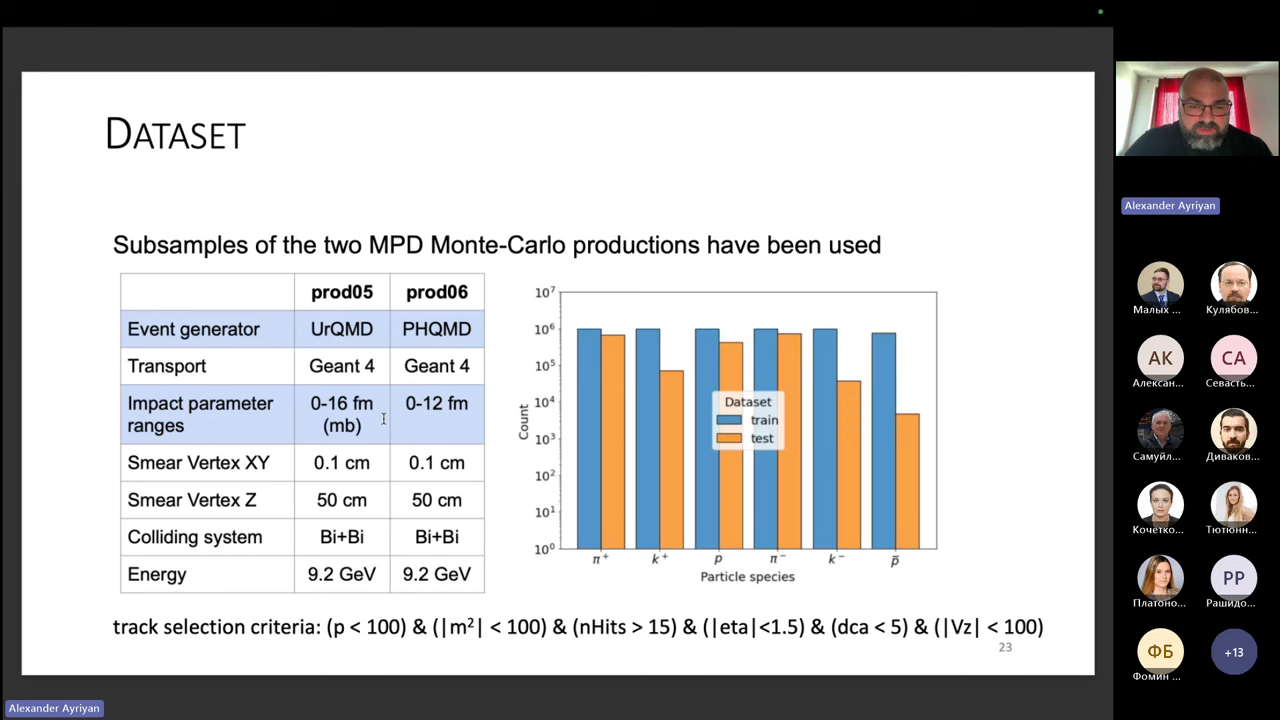 DATASET
Subsamples of the two MPD Monte-Carlo productions have been used
prod05 prod06
Event generator UrQMD PHQMD
Transport Geant 4 Geant 4
Impact parameter ranges 0-16 fm (mb) 0-12 fm
Smear Vertex XY 0.1 cm 0.1 cm
Smear Vertex Z 50 cm 50 cm
Colliding system Bi+Bi Bi+Bi
Energy 9.2 GeV 9.2 GeV
10⁷
10⁶
10⁵
10⁴
10³
10²
10¹
10⁰
Count
Dataset
train
test
π⁺ k⁺ p π⁻ k⁻ p̅
Particle species
track selection criteria: (p < 100) & (|m²| < 100) & (nHits > 15) & (|eta|<1.5) & (dca < 5) & (|Vz| < 100)
23
Alexander Ayriyan
Alexander Ayriyan
Малых ...
Кулябов...
АК
СА
Алексан...
Севасть...
Самуйл...
Диваков...
Кочетко...
Тютюнн...
РР
Платоно...
Рашидо...
ФБ
+13
Фомин ...